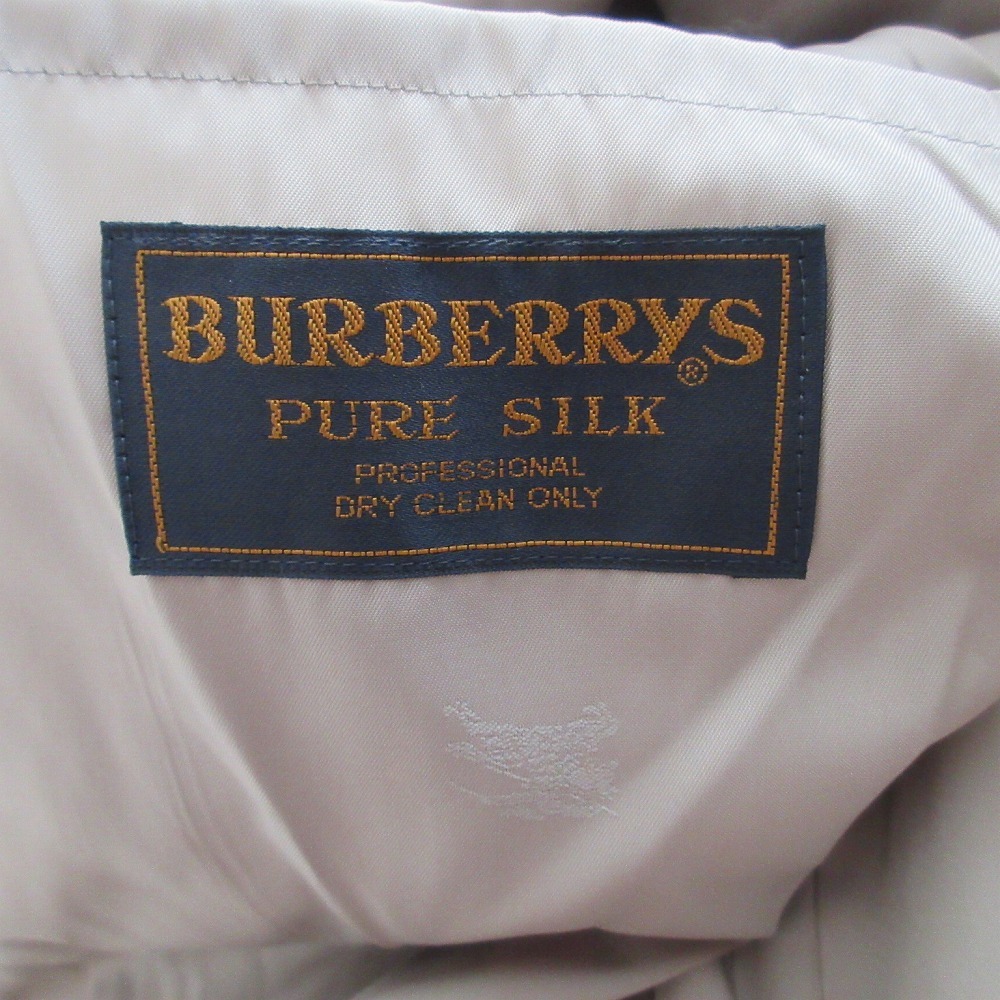 BURBERRYS®
PURE SILK
PROFESSIONAL
DRY CLEAN ONLY